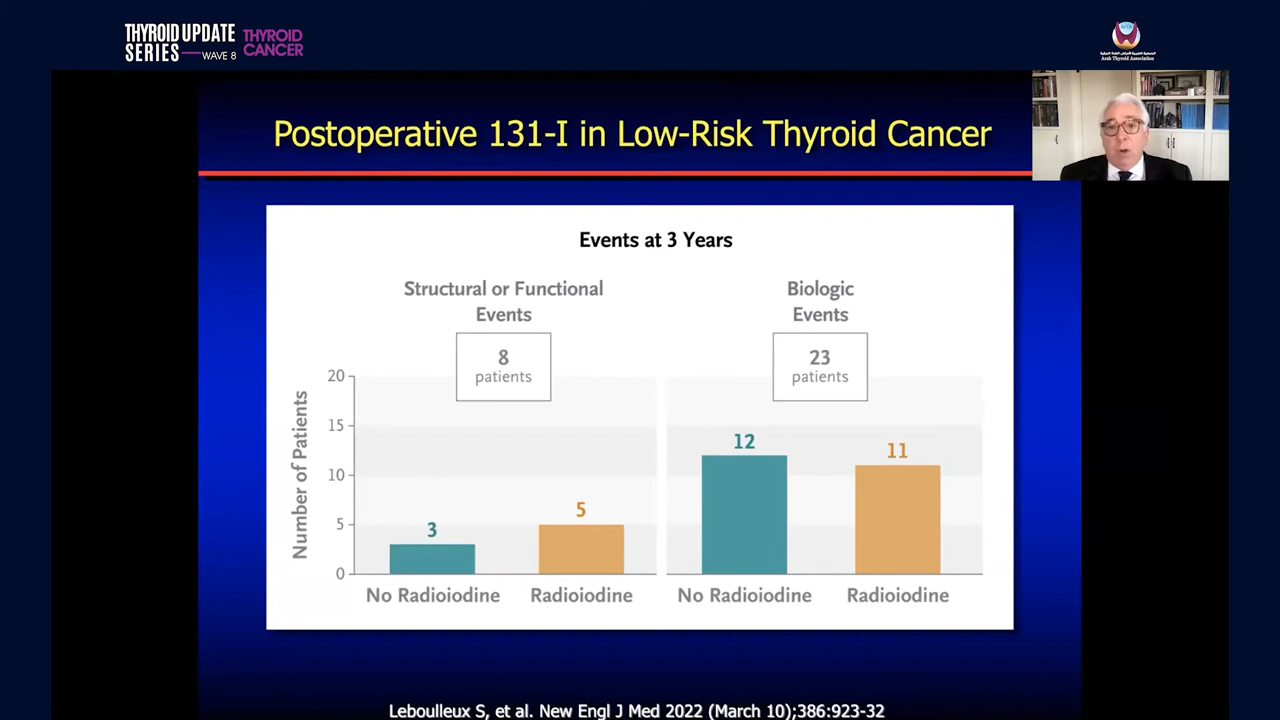 THYROID UPDATE
SERIES — WAVE 8
THYROID
CANCER
Arab Thyroid Association
Postoperative 131-I in Low-Risk Thyroid Cancer
Events at 3 Years
Structural or Functional
Events
8
patients
Biologic
Events
23
patients
Number of Patients
20
15
10
5
0
3
5
12
11
No Radioiodine
Radioiodine
No Radioiodine
Radioiodine
Leboulleux S, et al. New Engl J Med 2022 (March 10);386:923-32